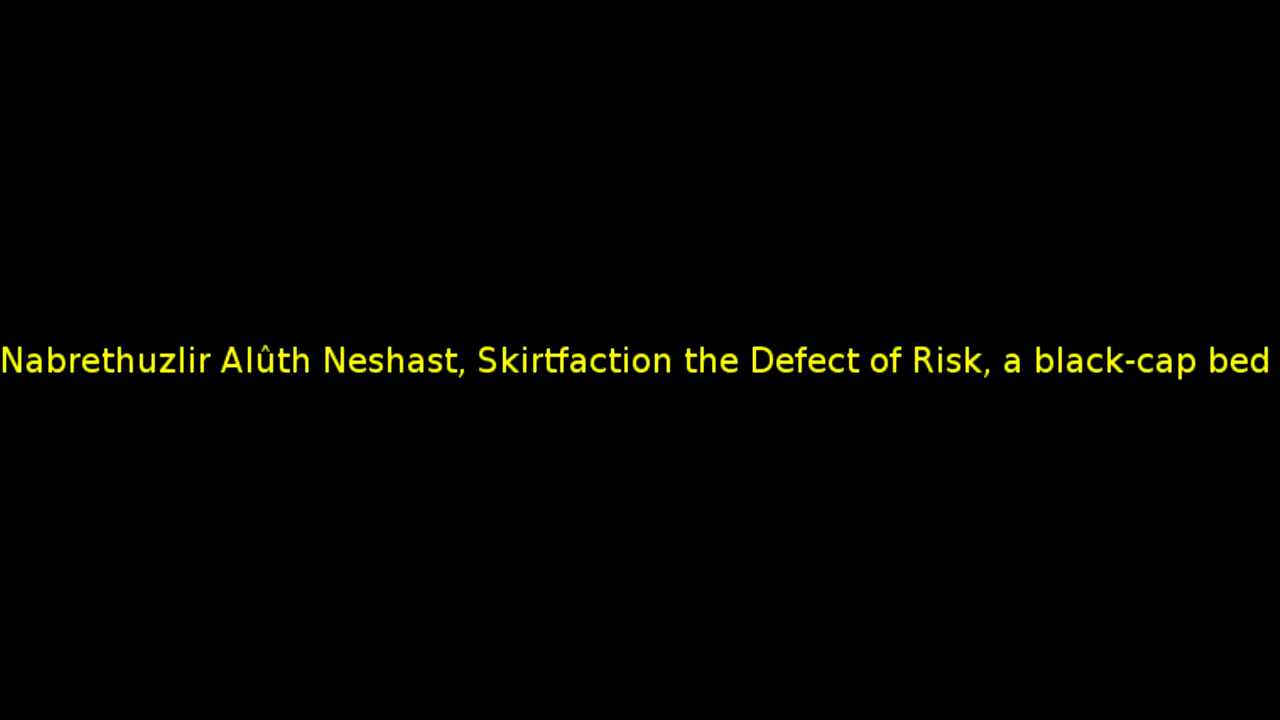 Nabrethuzlir Alûth Neshast, Skirtfaction the Defect of Risk, a black-cap bed